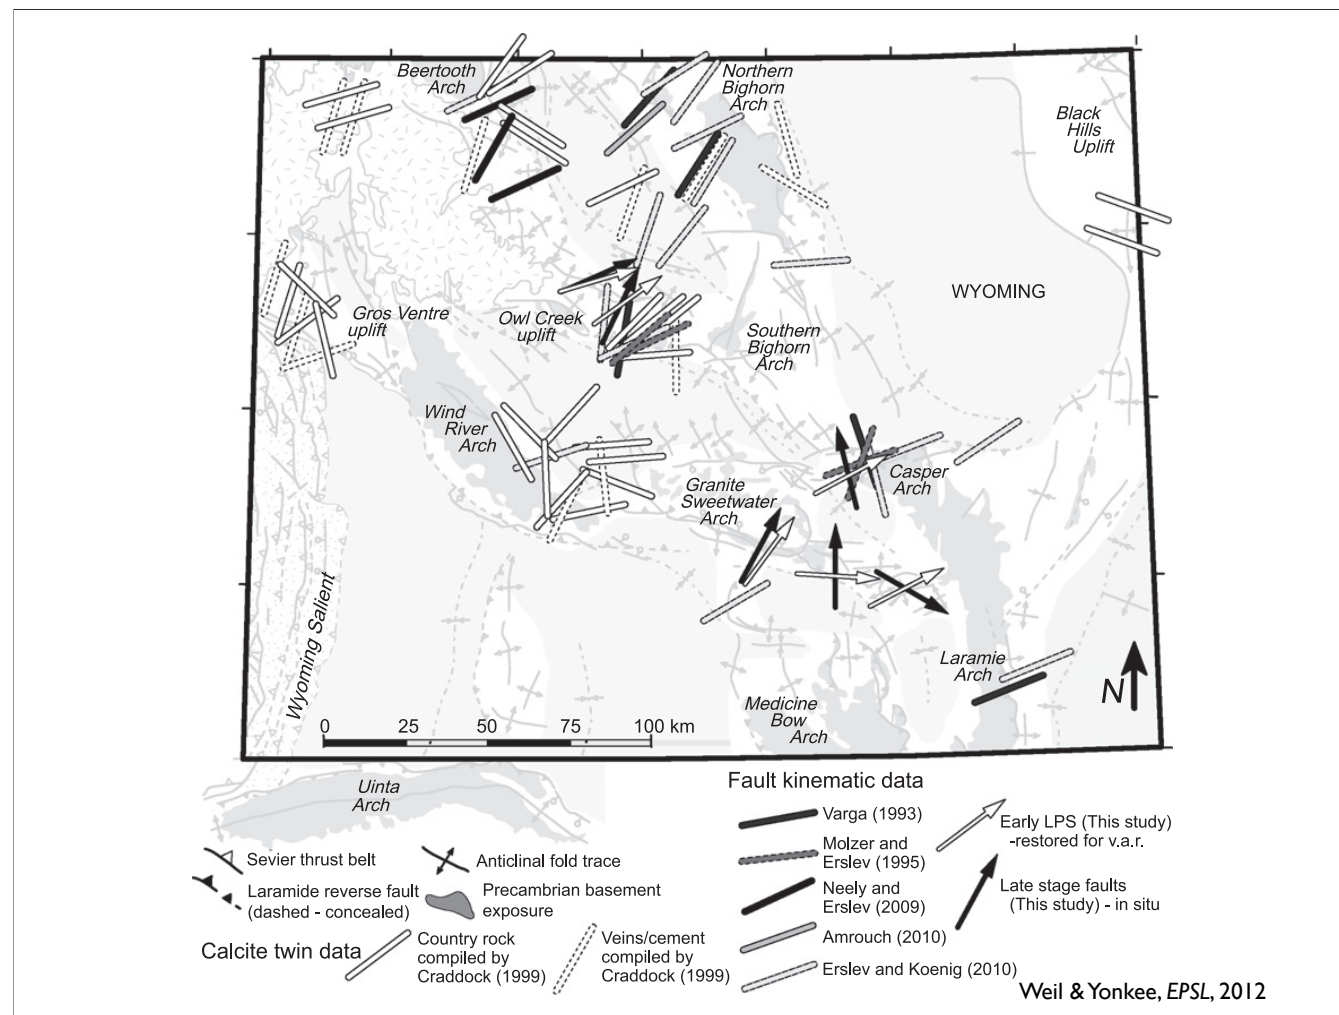 Beertooth
Arch
Northern
Bighorn
Arch
Black
Hills
Uplift
WYOMING
Gros Ventre
uplift
Owl Creek
uplift
Southern
Bighorn
Arch
Wind
River
Arch
Granite
Sweetwater
Arch
Casper
Arch
Wyoming Salient
Laramie
Arch
N
Medicine
Bow
Arch
0 25 50 75 100 km
Uinta
Arch
Sevier thrust belt
Laramide reverse fault
(dashed - concealed)
Anticlinal fold trace
Precambrian basement
exposure
Calcite twin data
Country rock
compiled by
Craddock (1999)
Veins/cement
compiled by
Craddock (1999)
Fault kinematic data
Varga (1993)
Molzer and
Erslev (1995)
Neely and
Erslev (2009)
Amrouch (2010)
Erslev and Koenig (2010)
Early LPS (This study)
-restored for v.a.r.
Late stage faults
(This study) - in situ
Weil & Yonkee, EPSL, 2012